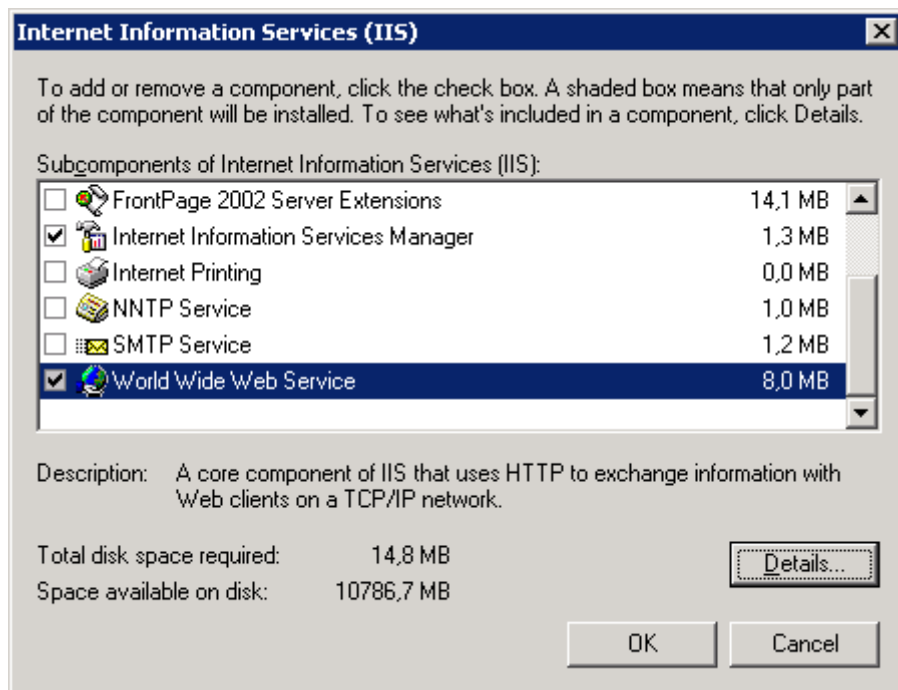 Internet Information Services (IIS)
To add or remove a component, click the check box. A shaded box means that only part
of the component will be installed. To see what's included in a component, click Details.
Subcomponents of Internet Information Services (IIS):
FrontPage 2002 Server Extensions 14,1 MB
Internet Information Services Manager 1,3 MB
Internet Printing 0,0 MB
NNTP Service 1,0 MB
SMTP Service 1,2 MB
World Wide Web Service 8,0 MB
Description: A core component of IIS that uses HTTP to exchange information with
Web clients on a TCP/IP network.
Total disk space required: 14,8 MB
Space available on disk: 10786,7 MB
Details...
OK Cancel